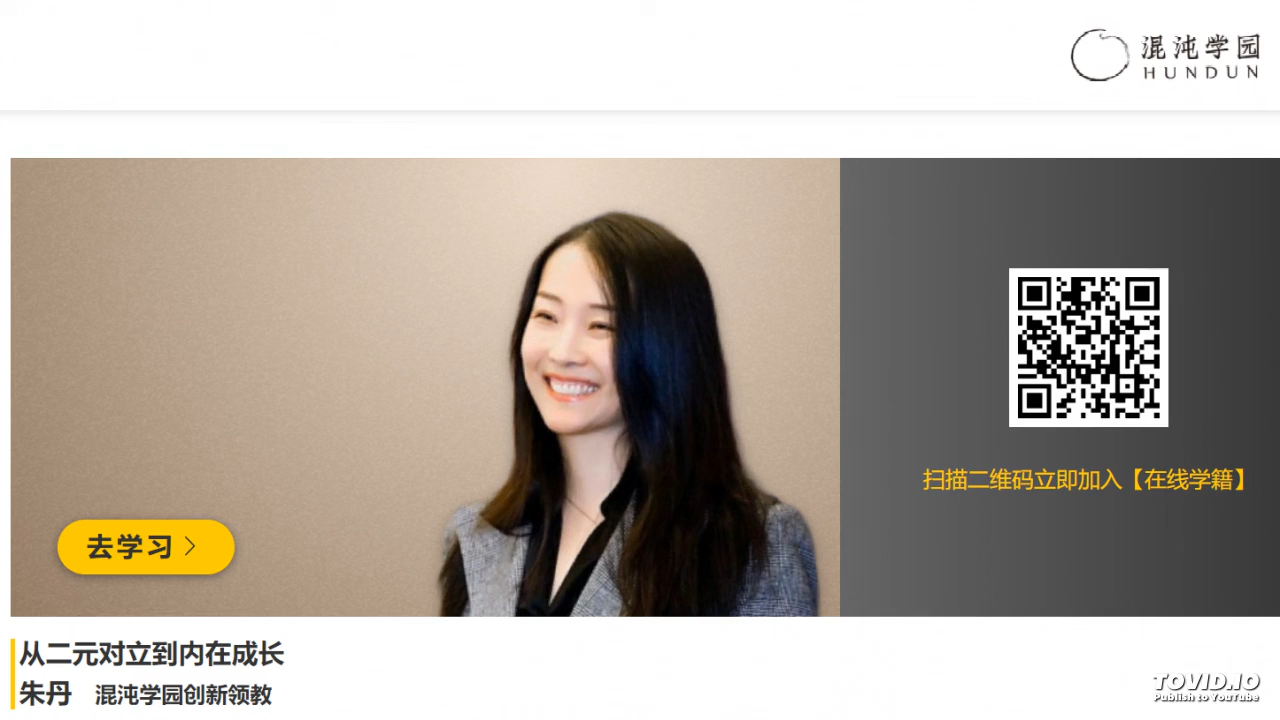 混沌学园
HUNDUN
扫描二维码立即加入【在线学籍】
去学习
从二元对立到内在成长
朱丹 混沌学园创新领教
TOVID.IO
Publish to YouTube